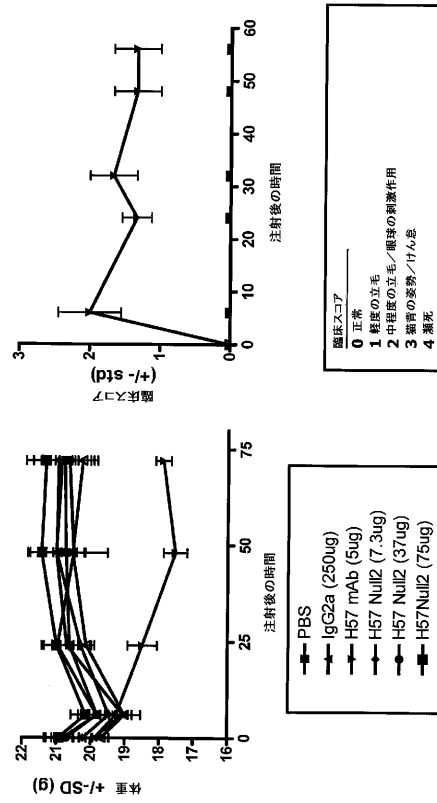 体重 +/-SD (g)
22
21
20
19
18
17
16
0
25
50
75
注射後の時間
PBS
IgG2a (250ug)
H57 mAb (5ug)
H57 Null2 (7.3ug)
H57 Null2 (37ug)
H57Null2 (75ug)
臨床スコア
(+/- std)
3
2
1
0
0
10
20
30
40
50
60
注射後の時間
臨床スコア
0 正常
1 軽度の立毛
2 中程度の立毛/眼球の刺激作用
3 猫背の姿勢/けん怠
4 瀕死